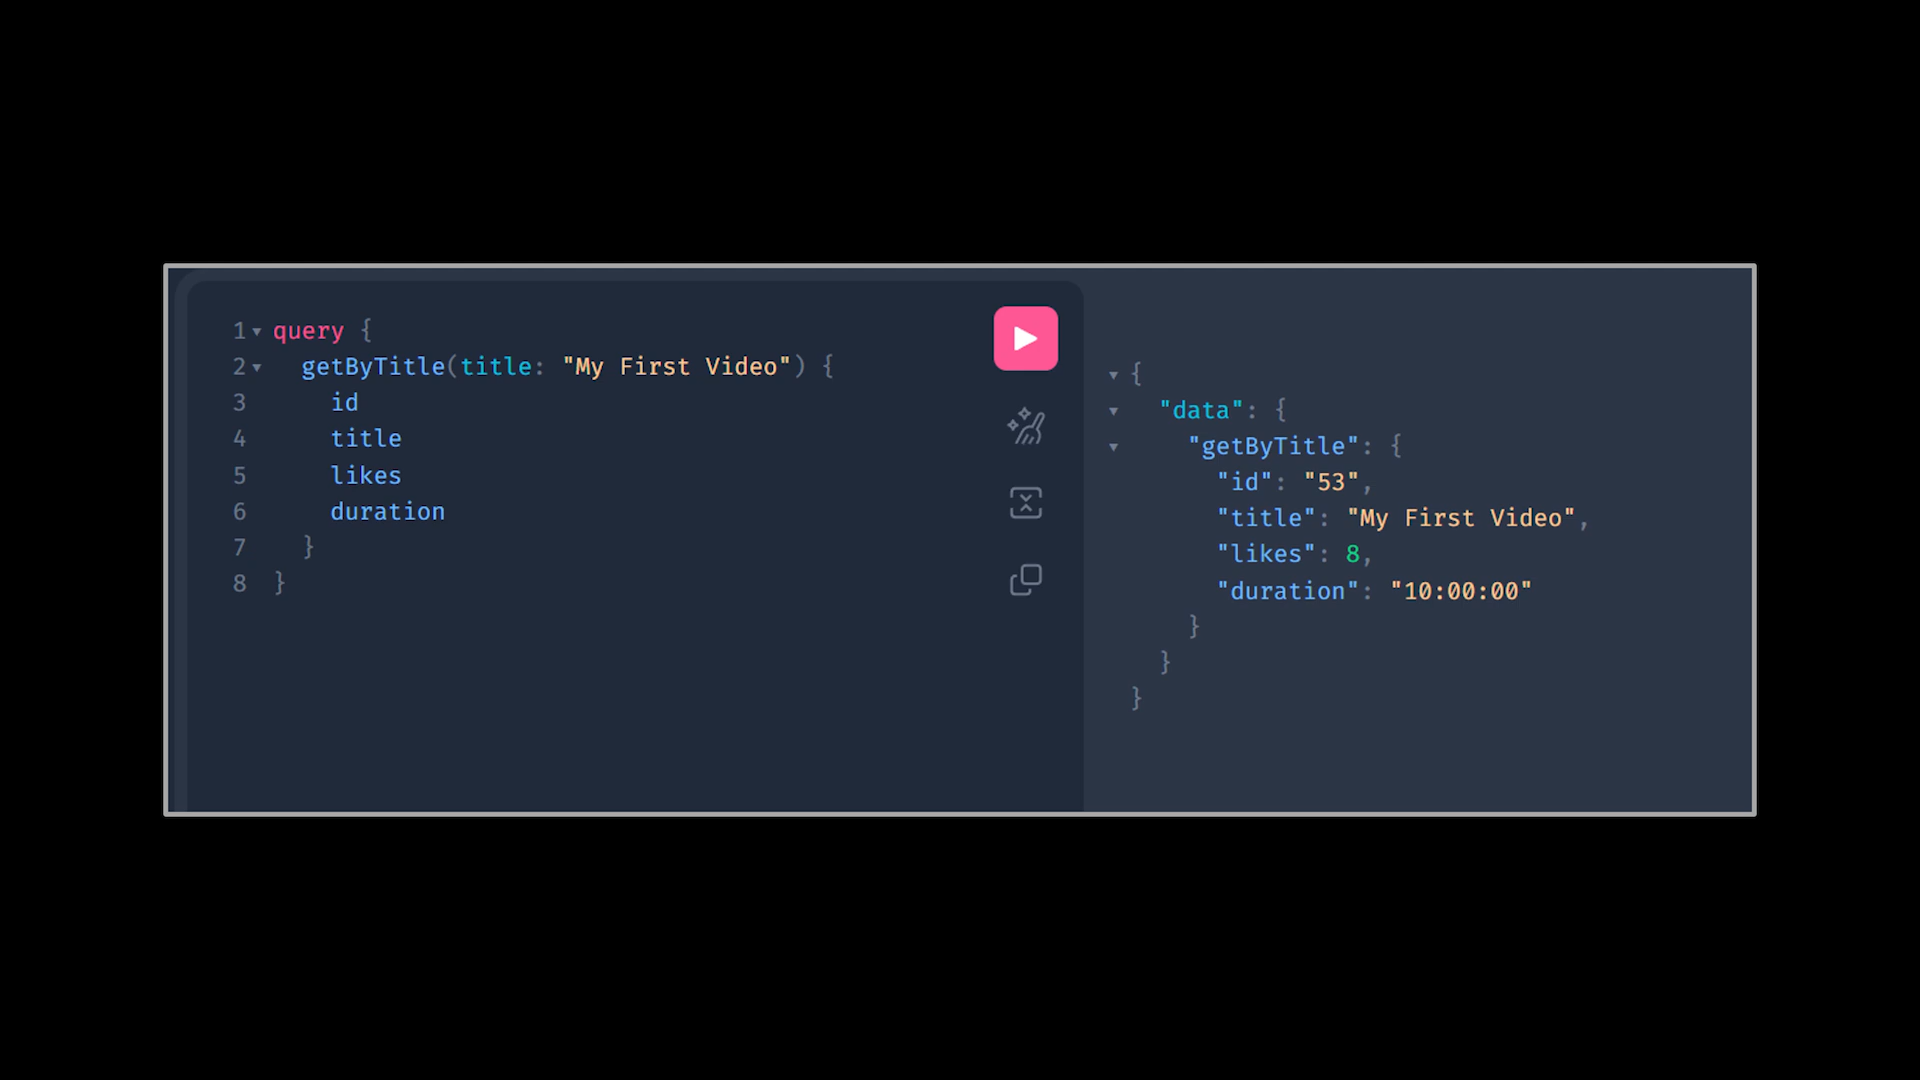 1 query {
2 getByTitle(title: "My First Video") {
3 id
4 title
5 likes
6 duration
7 }
8 }
{
"data": {
"getByTitle": {
"id": "53",
"title": "My First Video",
"likes": 8,
"duration": "10:00:00"
}
}
}